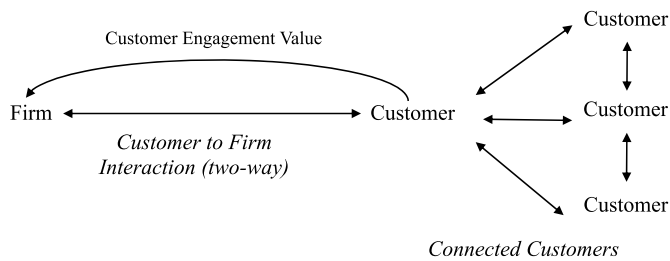 Customer Engagement Value
Firm
Customer
Customer to Firm
Interaction (two-way)
Customer
Customer
Customer
Connected Customers